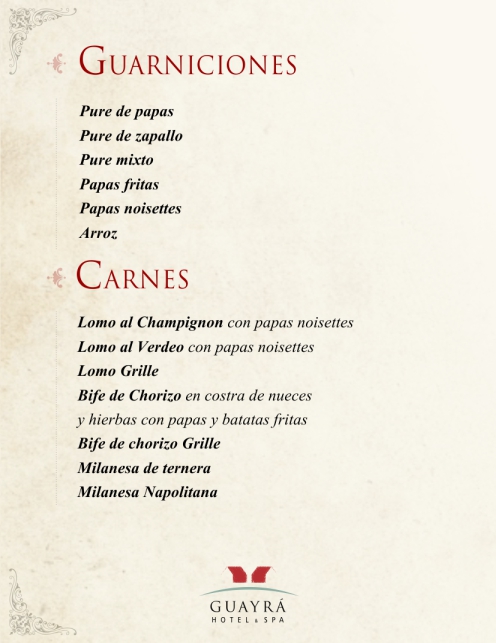 GUARNICIONES
Pure de papas
Pure de zapallo
Pure mixto
Papas fritas
Papas noisettes
Arroz
CARNES
Lomo al Champignon con papas noisettes
Lomo al Verdeo con papas noisettes
Lomo Grille
Bife de Chorizo en costra de nueces
y hierbas con papas y batatas fritas
Bife de chorizo Grille
Milanesa de ternera
Milanesa Napolitana
GUAYRÁ
HOTEL & SPA